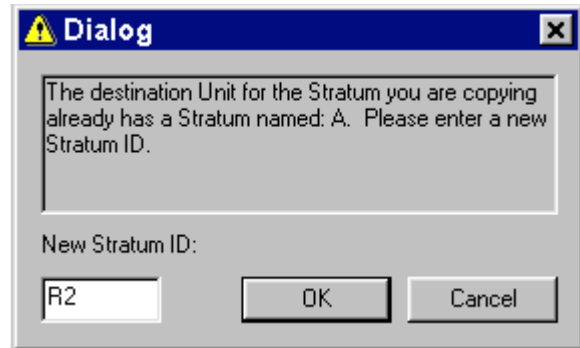 Dialog
The destination Unit for the Stratum you are copying
already has a Stratum named: A.  Please enter a new
Stratum ID.
New Stratum ID:
R2
OK
Cancel